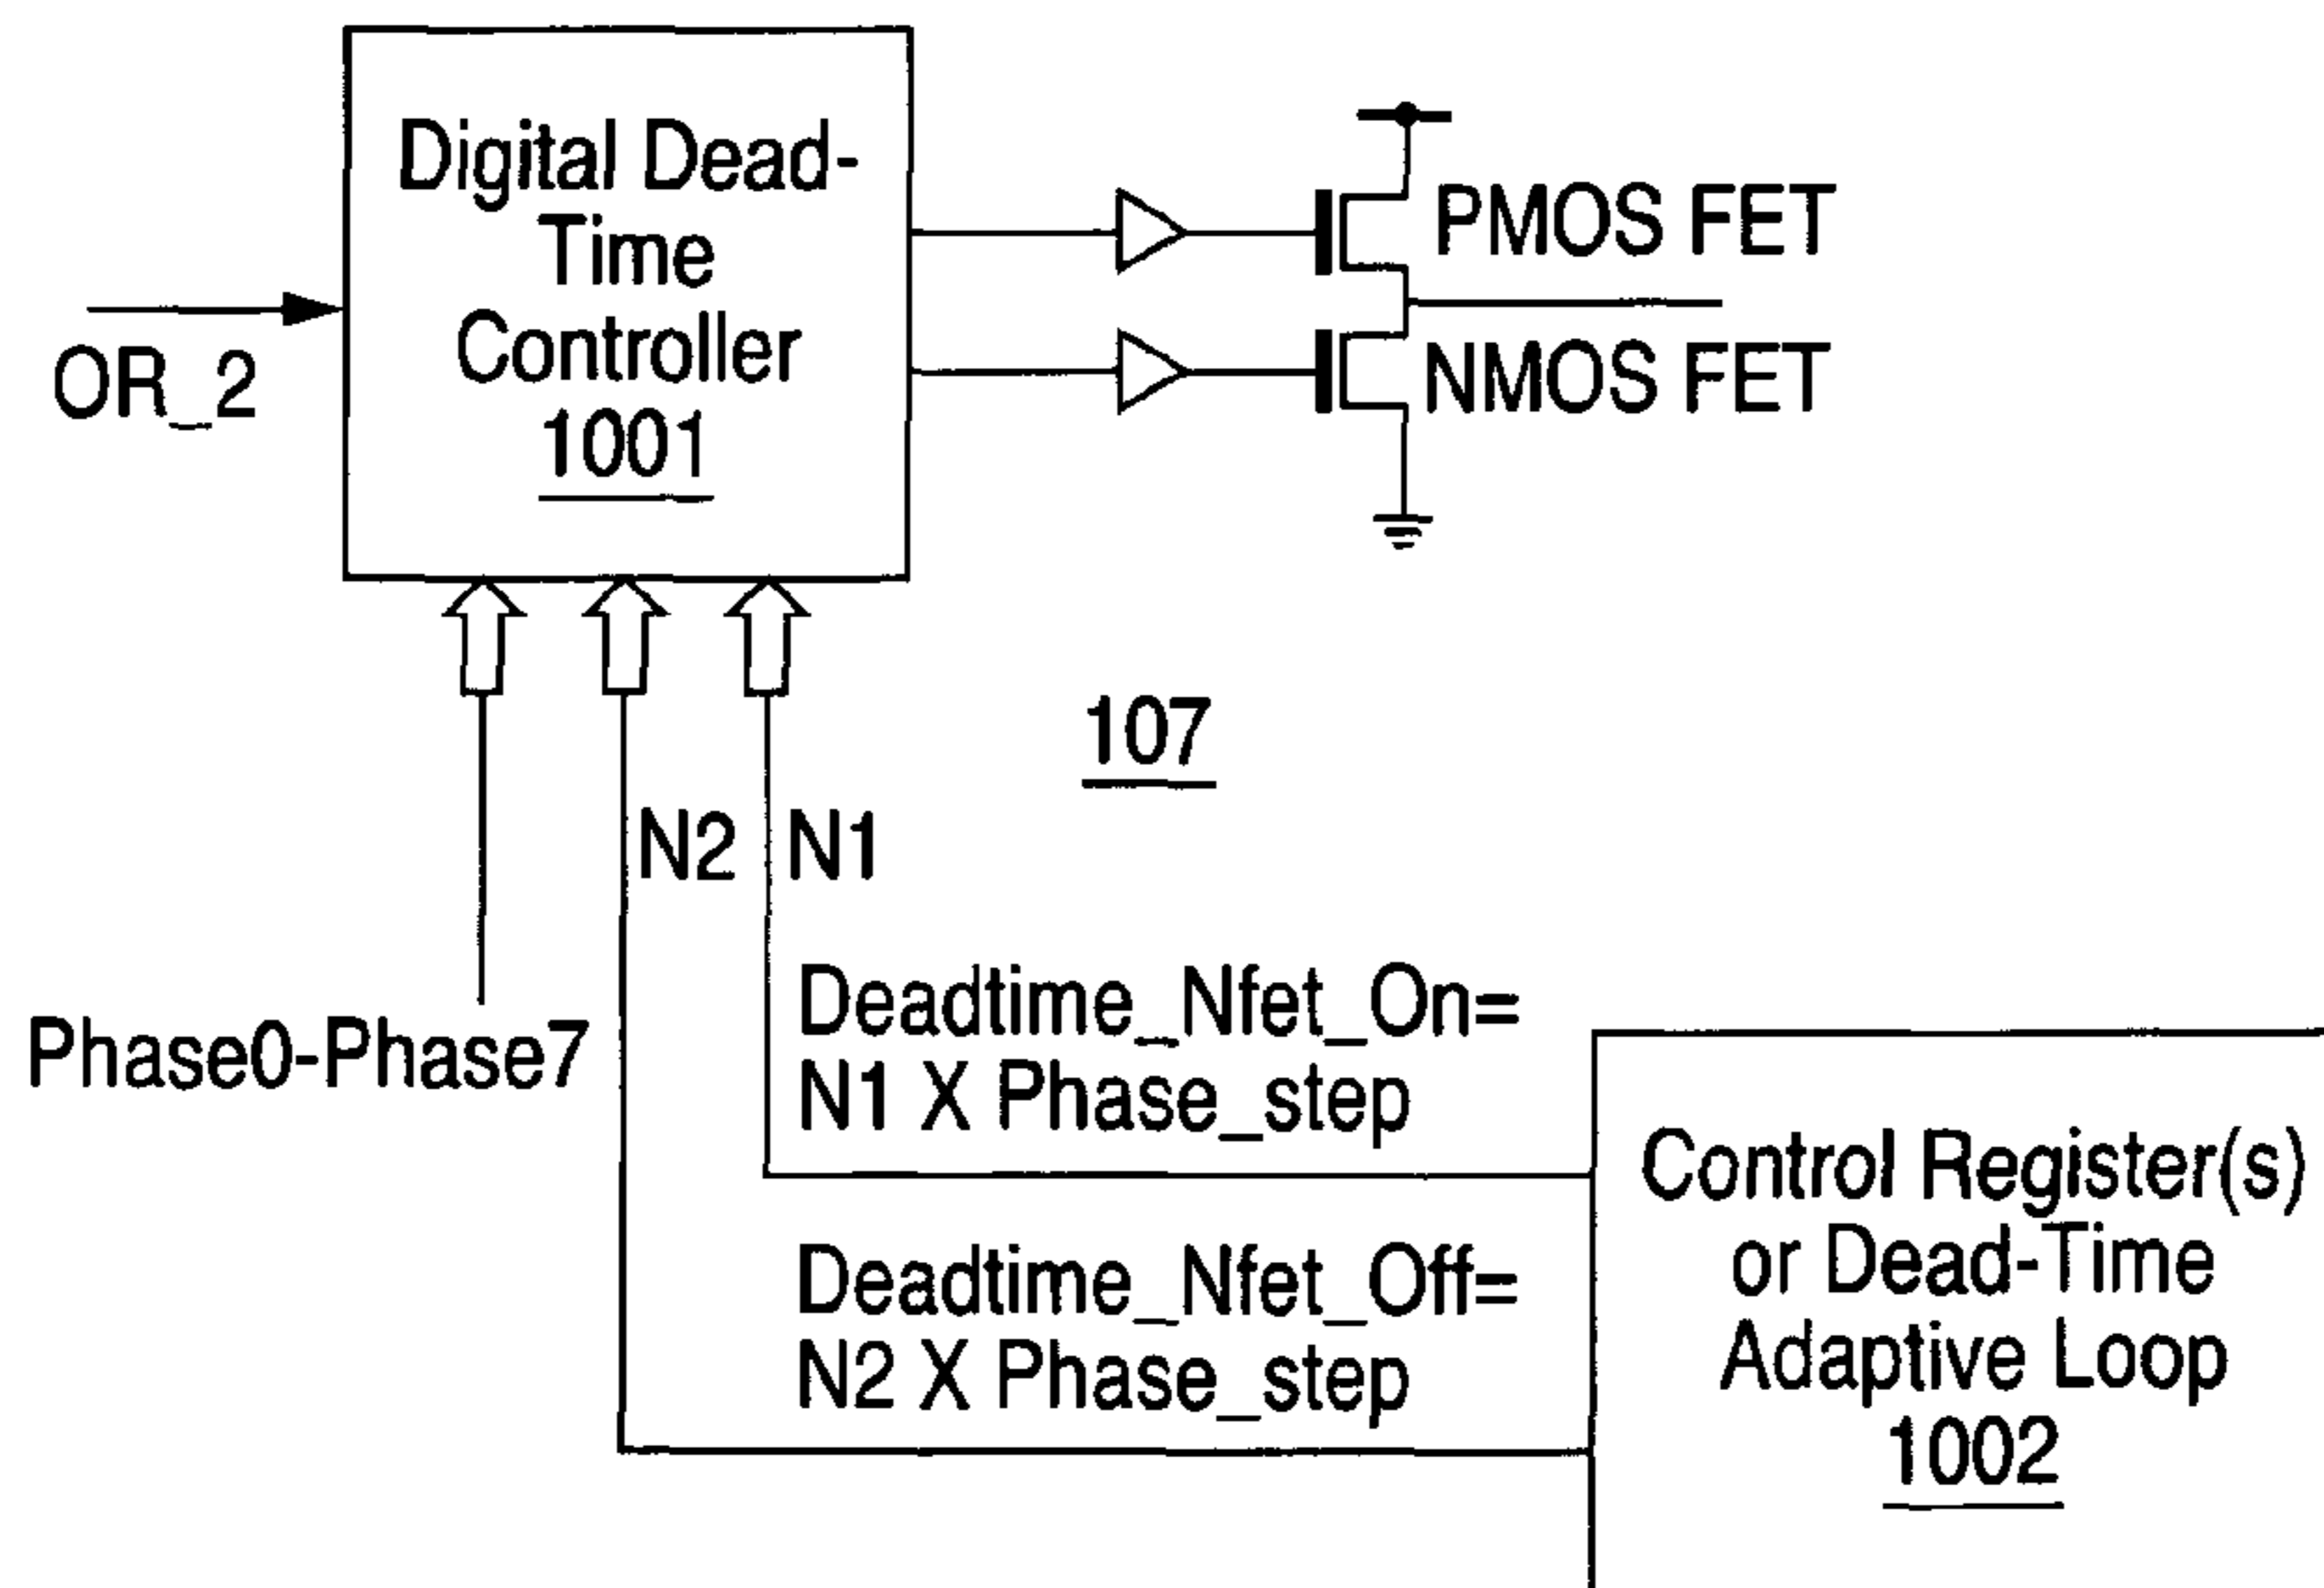 Digital Dead-
Time
Controller
1001
OR_2
PMOS FET
NMOS FET
107
N2
N1
Phase0-Phase7
Deadtime_Nfet_On=
N1 X Phase_step
Deadtime_Nfet_Off=
N2 X Phase_step
Control Register(s)
or Dead-Time
Adaptive Loop
1002